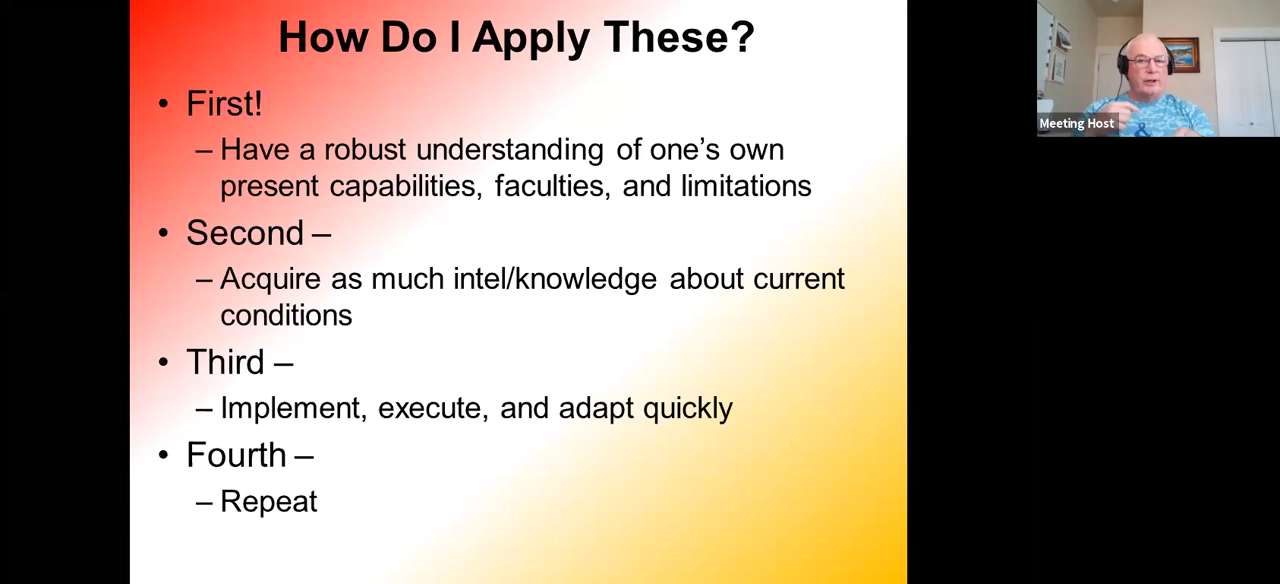 How Do I Apply These?
• First!
– Have a robust understanding of one’s own
present capabilities, faculties, and limitations
• Second –
– Acquire as much intel/knowledge about current
conditions
• Third –
– Implement, execute, and adapt quickly
• Fourth –
– Repeat
Meeting Host